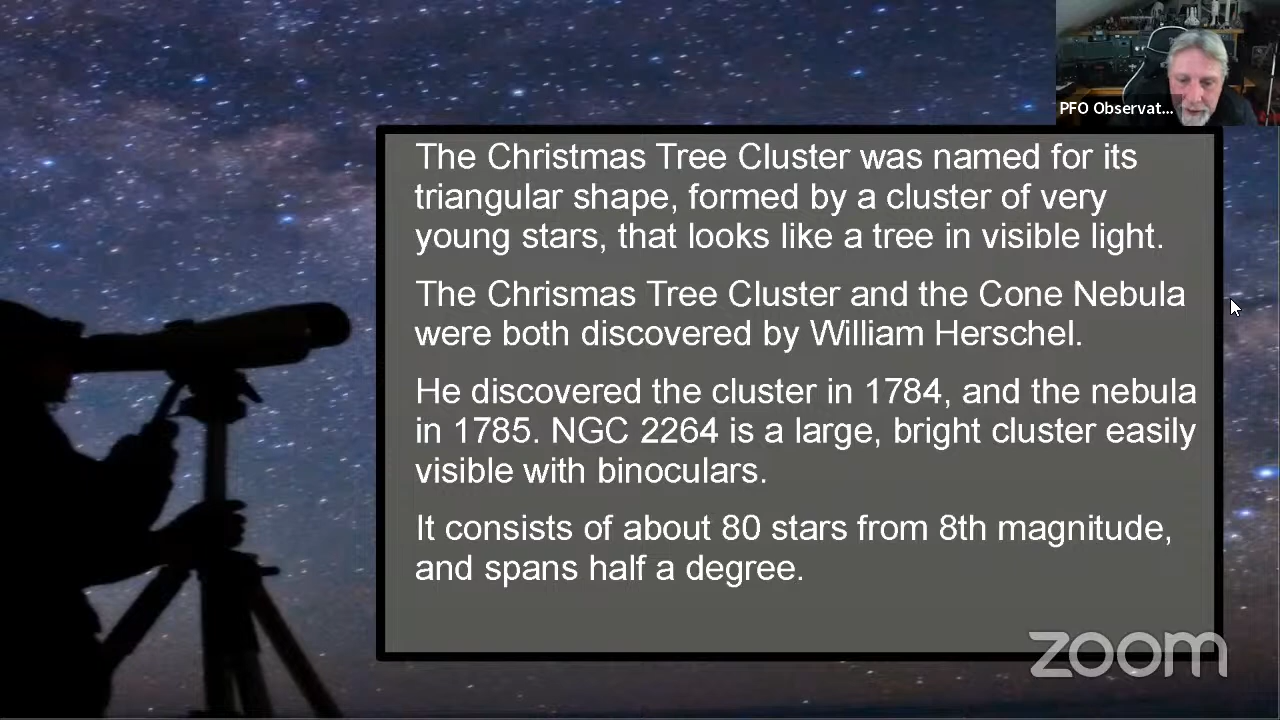 PFO Observat...
The Christmas Tree Cluster was named for its
triangular shape, formed by a cluster of very
young stars, that looks like a tree in visible light.
The Chrismas Tree Cluster and the Cone Nebula
were both discovered by William Herschel.
He discovered the cluster in 1784, and the nebula
in 1785. NGC 2264 is a large, bright cluster easily
visible with binoculars.
It consists of about 80 stars from 8th magnitude,
and spans half a degree.
zoom